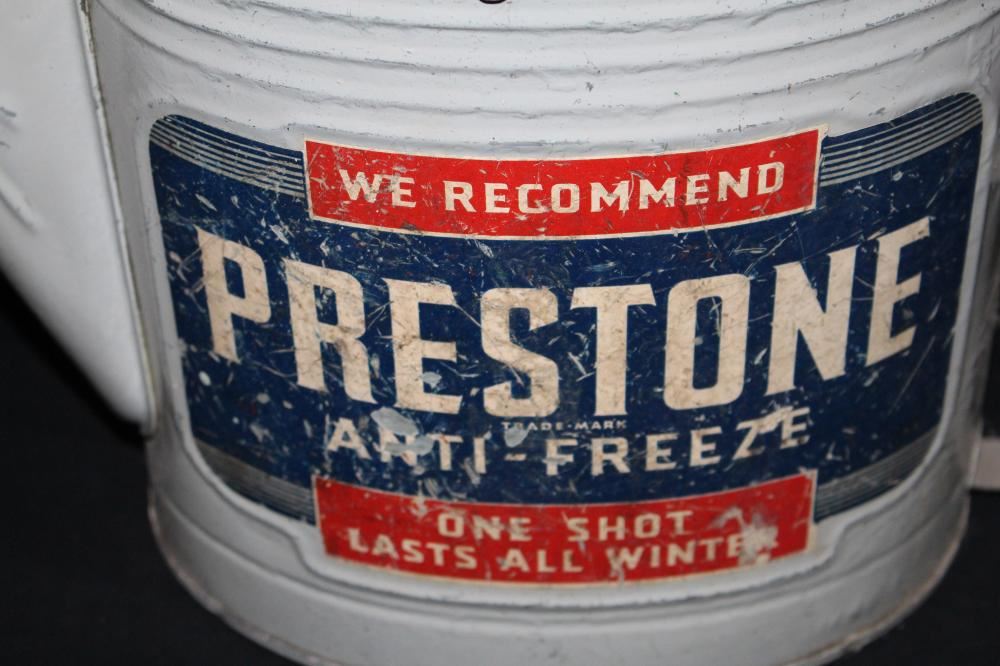 WE RECOMMEND
PRESTONE
TRADE-MARK
ANTI-FREEZE
ONE SHOT
LASTS ALL WINTER